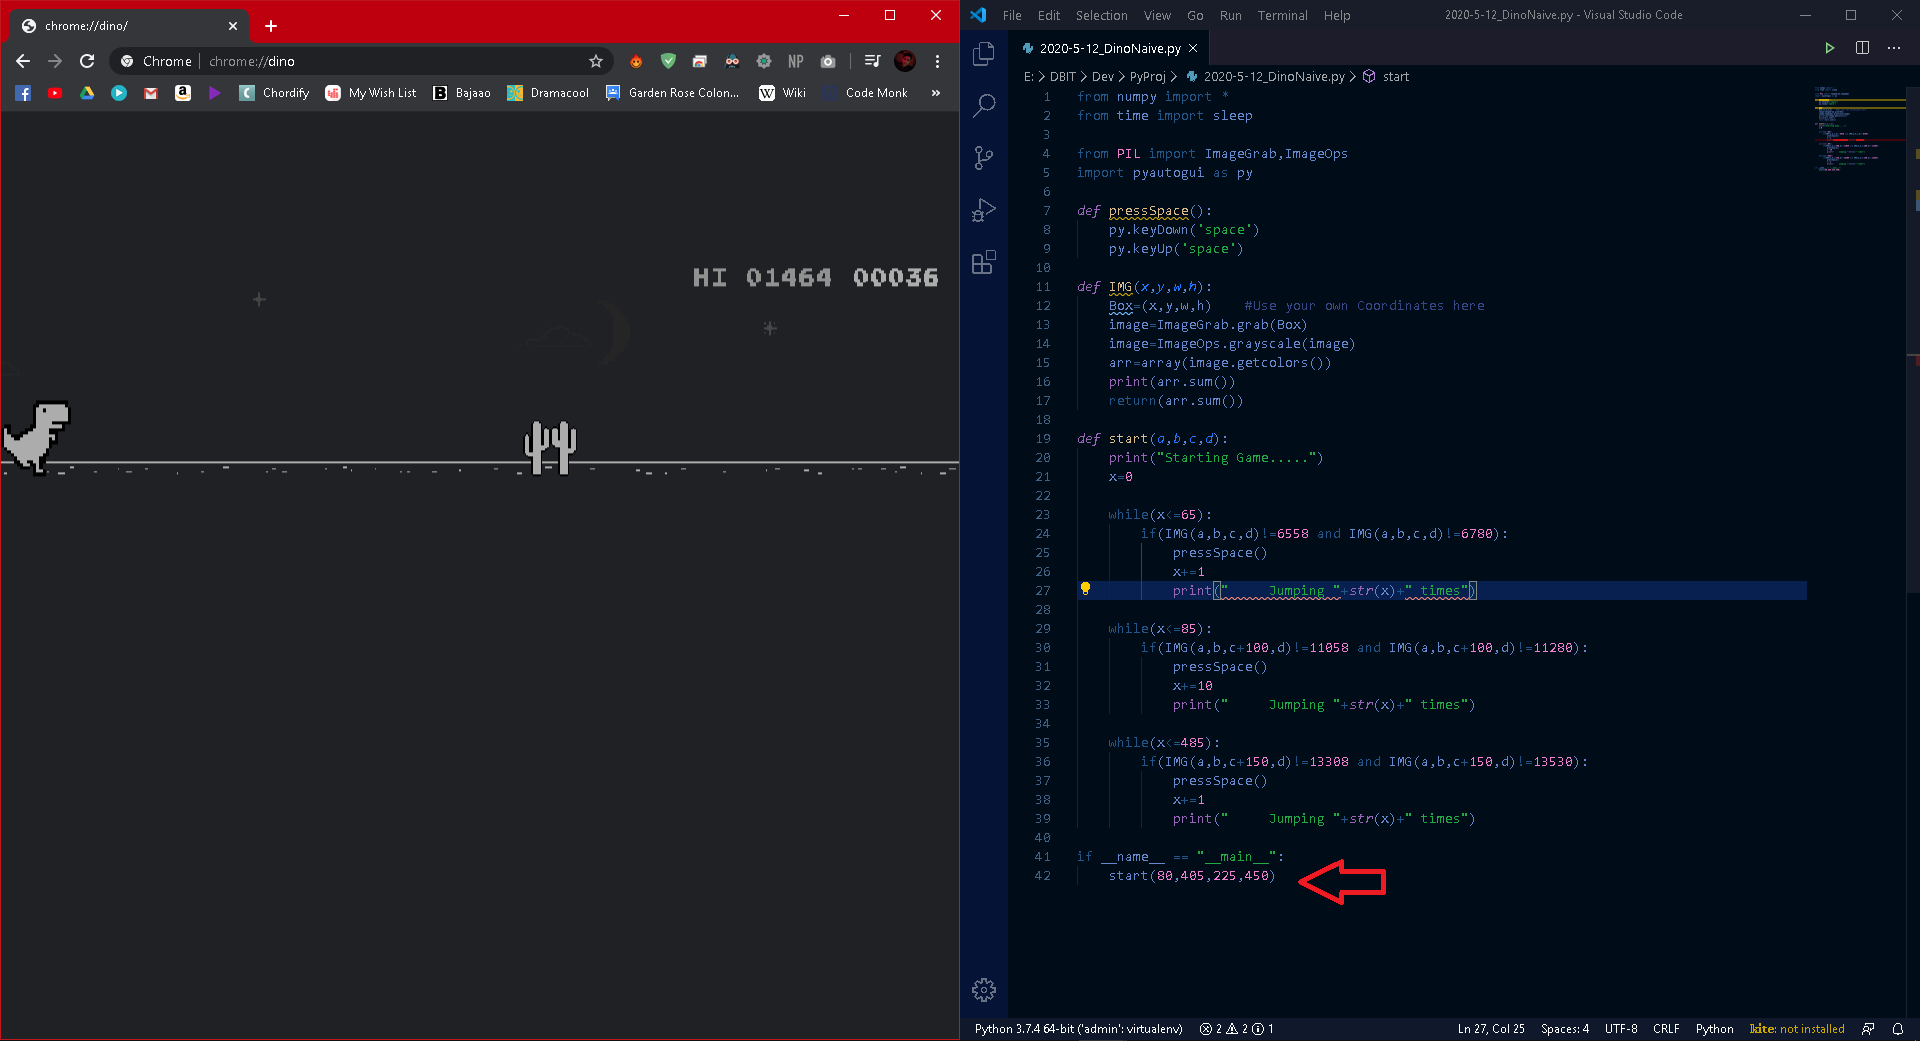 chrome://dino/
Chrome | chrome://dino
NP
Chordify My Wish List Bajaao Dramacool Garden Rose Colon... Wiki Code Monk »
HI 01464 00036
File Edit Selection View Go Run Terminal Help
2020-5-12_DinoNaive.py - Visual Studio Code
2020-5-12_DinoNaive.py
E: > DBIT > Dev > PyProj > 2020-5-12_DinoNaive.py > start
1 from numpy import *
2 from time import sleep
3
4 from PIL import ImageGrab,ImageOps
5 import pyautogui as py
6
7 def pressSpace():
8 py.keyDown('space')
9 py.keyUp('space')
10
11 def IMG(x,y,w,h):
12 Box=(x,y,w,h) #Use your own Coordinates here
13 image=ImageGrab.grab(Box)
14 image=ImageOps.grayscale(image)
15 arr=array(image.getcolors())
16 print(arr.sum())
17 return(arr.sum())
18
19 def start(a,b,c,d):
20 print("Starting Game.....")
21 x=0
22
23 while(x<=65):
24 if(IMG(a,b,c,d)!=6558 and IMG(a,b,c,d)!=6780):
25 pressSpace()
26 x+=1
27 print("     Jumping "+str(x)+" times")
28
29 while(x<=85):
30 if(IMG(a,b,c+100,d)!=11058 and IMG(a,b,c+100,d)!=11280):
31 pressSpace()
32 x+=10
33 print("     Jumping "+str(x)+" times")
34
35 while(x<=485):
36 if(IMG(a,b,c+150,d)!=13308 and IMG(a,b,c+150,d)!=13530):
37 pressSpace()
38 x+=1
39 print("     Jumping "+str(x)+" times")
40
41 if __name__ == "__main__":
42 start(80,405,225,450)
Python 3.7.4 64-bit ('admin': virtualenv) 2 2 1 Ln 27, Col 25 Spaces: 4 UTF-8 CRLF Python kite: not installed